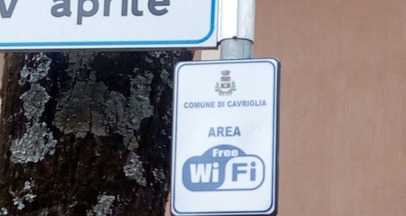 V aprile
COMUNE DI CAVRIGLIA
AREA
Free
Wi Fi